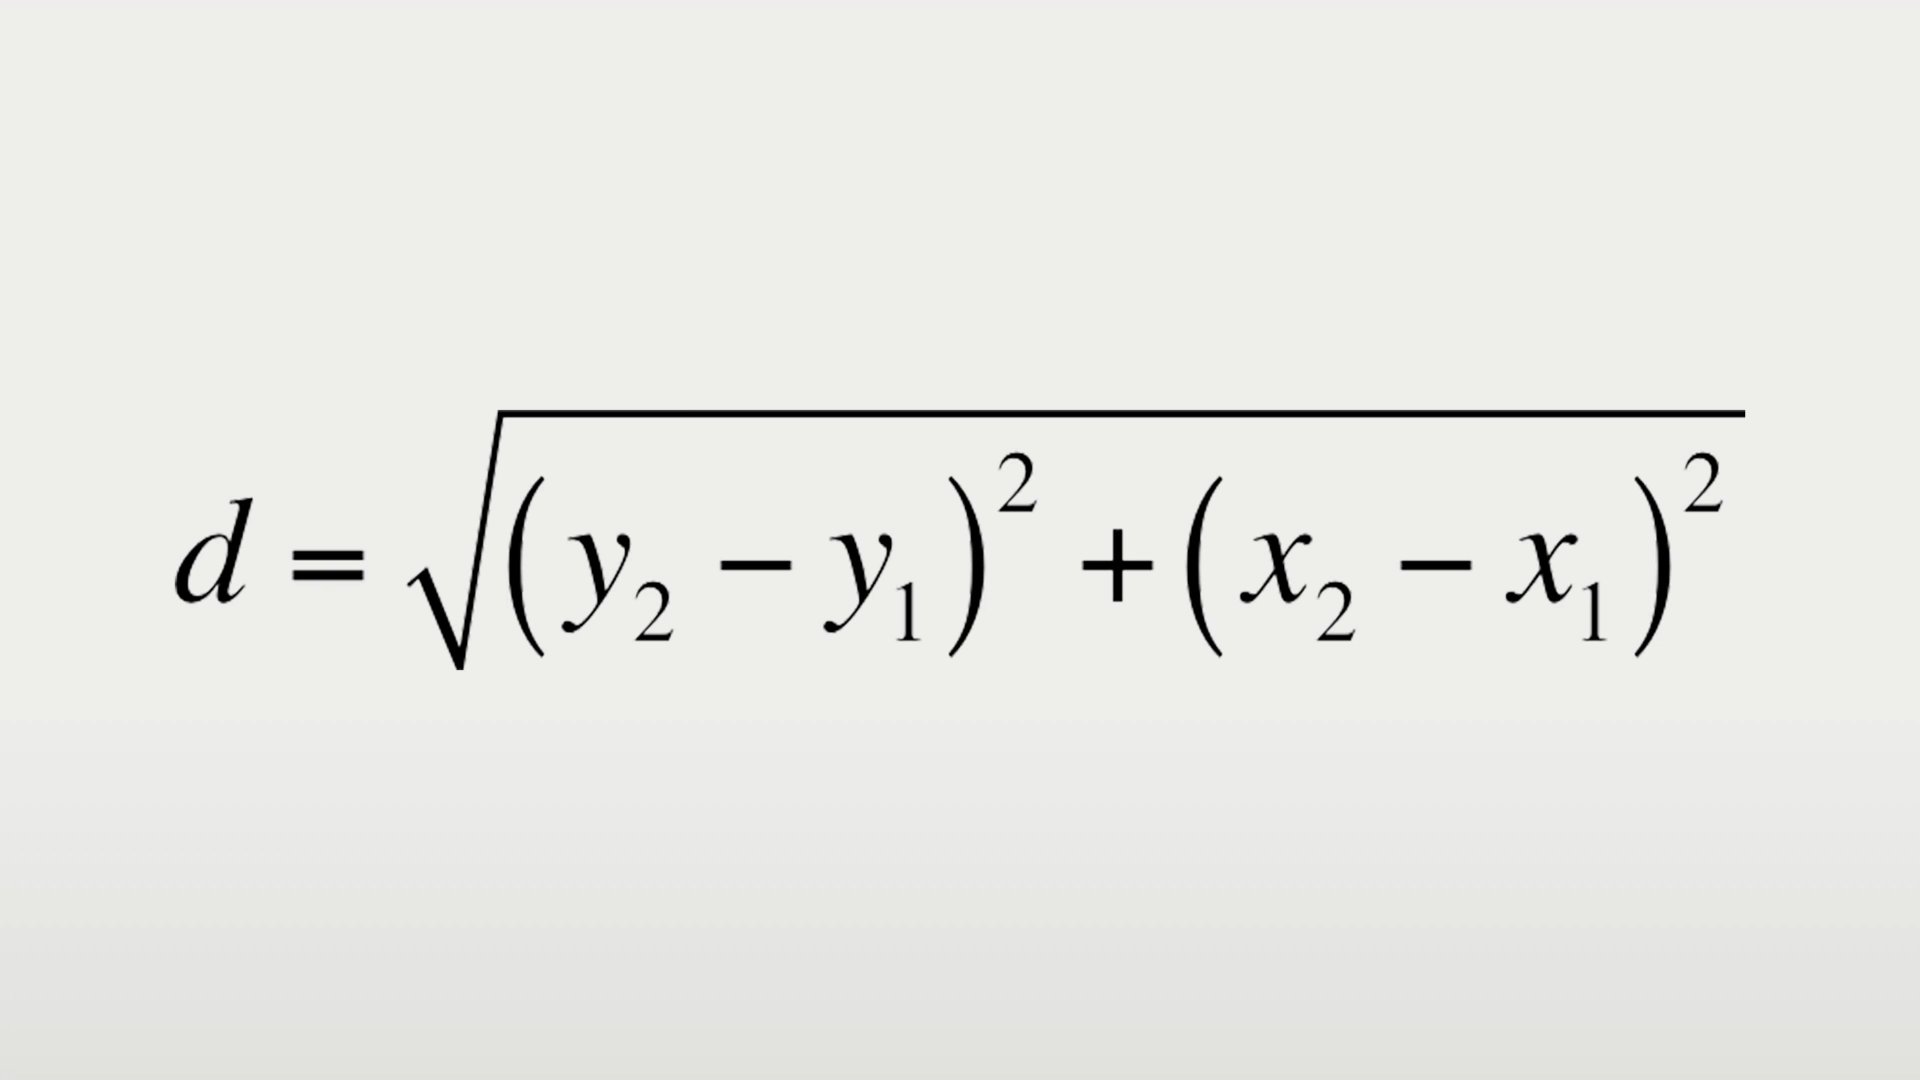 d = √(y₂ − y₁)² + (x₂ − x₁)²